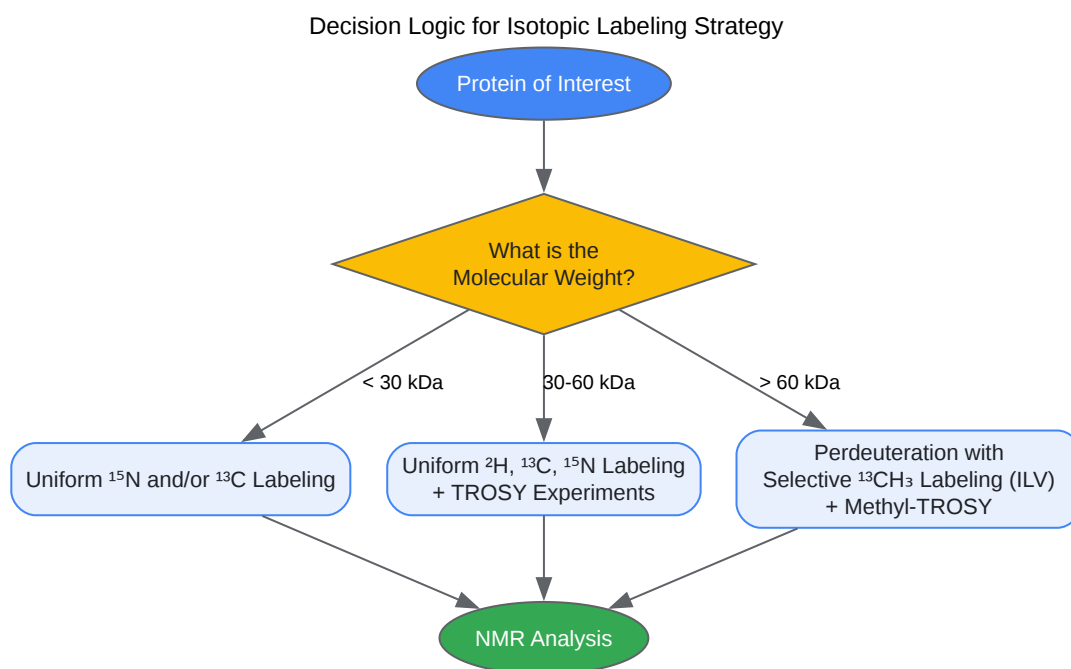 Decision Logic for Isotopic Labeling Strategy
Protein of Interest
What is the
Molecular Weight?
< 30 kDa
30-60 kDa
> 60 kDa
Uniform ¹⁵N and/or ¹³C Labeling
Uniform ²H, ¹³C, ¹⁵N Labeling
+ TROSY Experiments
Perdeuteration with
Selective ¹³CH₃ Labeling (ILV)
+ Methyl-TROSY
NMR Analysis